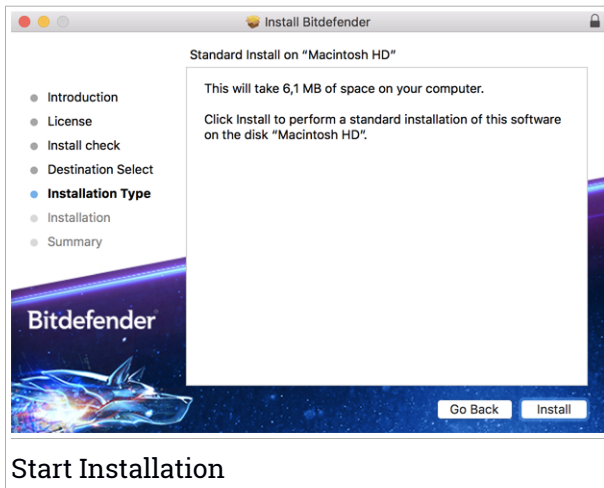 Install Bitdefender
Standard Install on “Macintosh HD”
Introduction
License
Install check
Destination Select
Installation Type
Installation
Summary
This will take 6,1 MB of space on your computer.
Click Install to perform a standard installation of this software
on the disk “Macintosh HD”.
Bitdefender
Go Back
Install
Start Installation